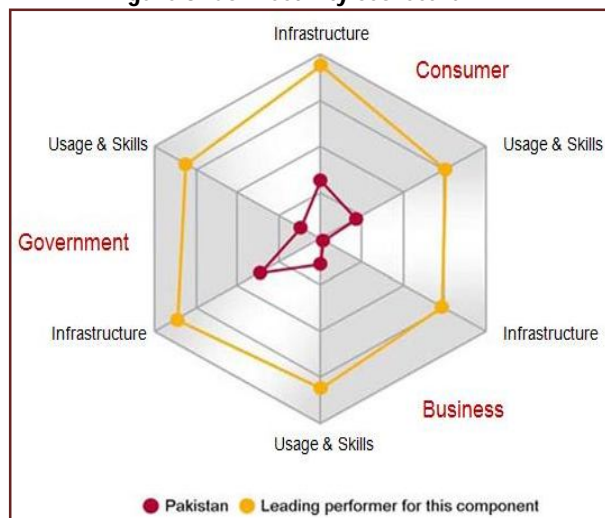 Infrastructure
Consumer
Usage & Skills
Usage & Skills
Government
Infrastructure
Infrastructure
Business
Usage & Skills
Pakistan
Leading performer for this component